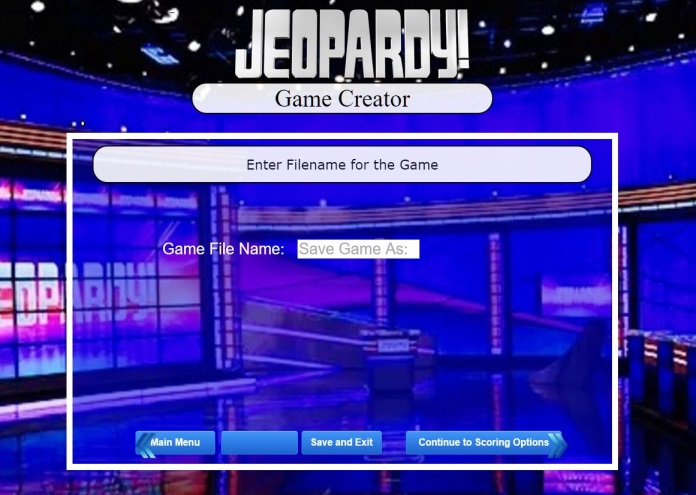 JEOPARDY!
Game Creator
Enter Filename for the Game
Game File Name: Save Game As:
JEOPARDY!
Main Menu
Save and Exit
Continue to Scoring Options